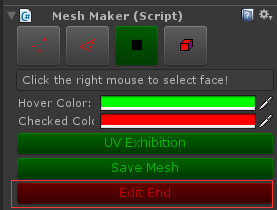 Mesh Maker (Script)
Click the right mouse to select face!
Hover Color:
Checked Colo
UV Exhibition
Save Mesh
Edit End